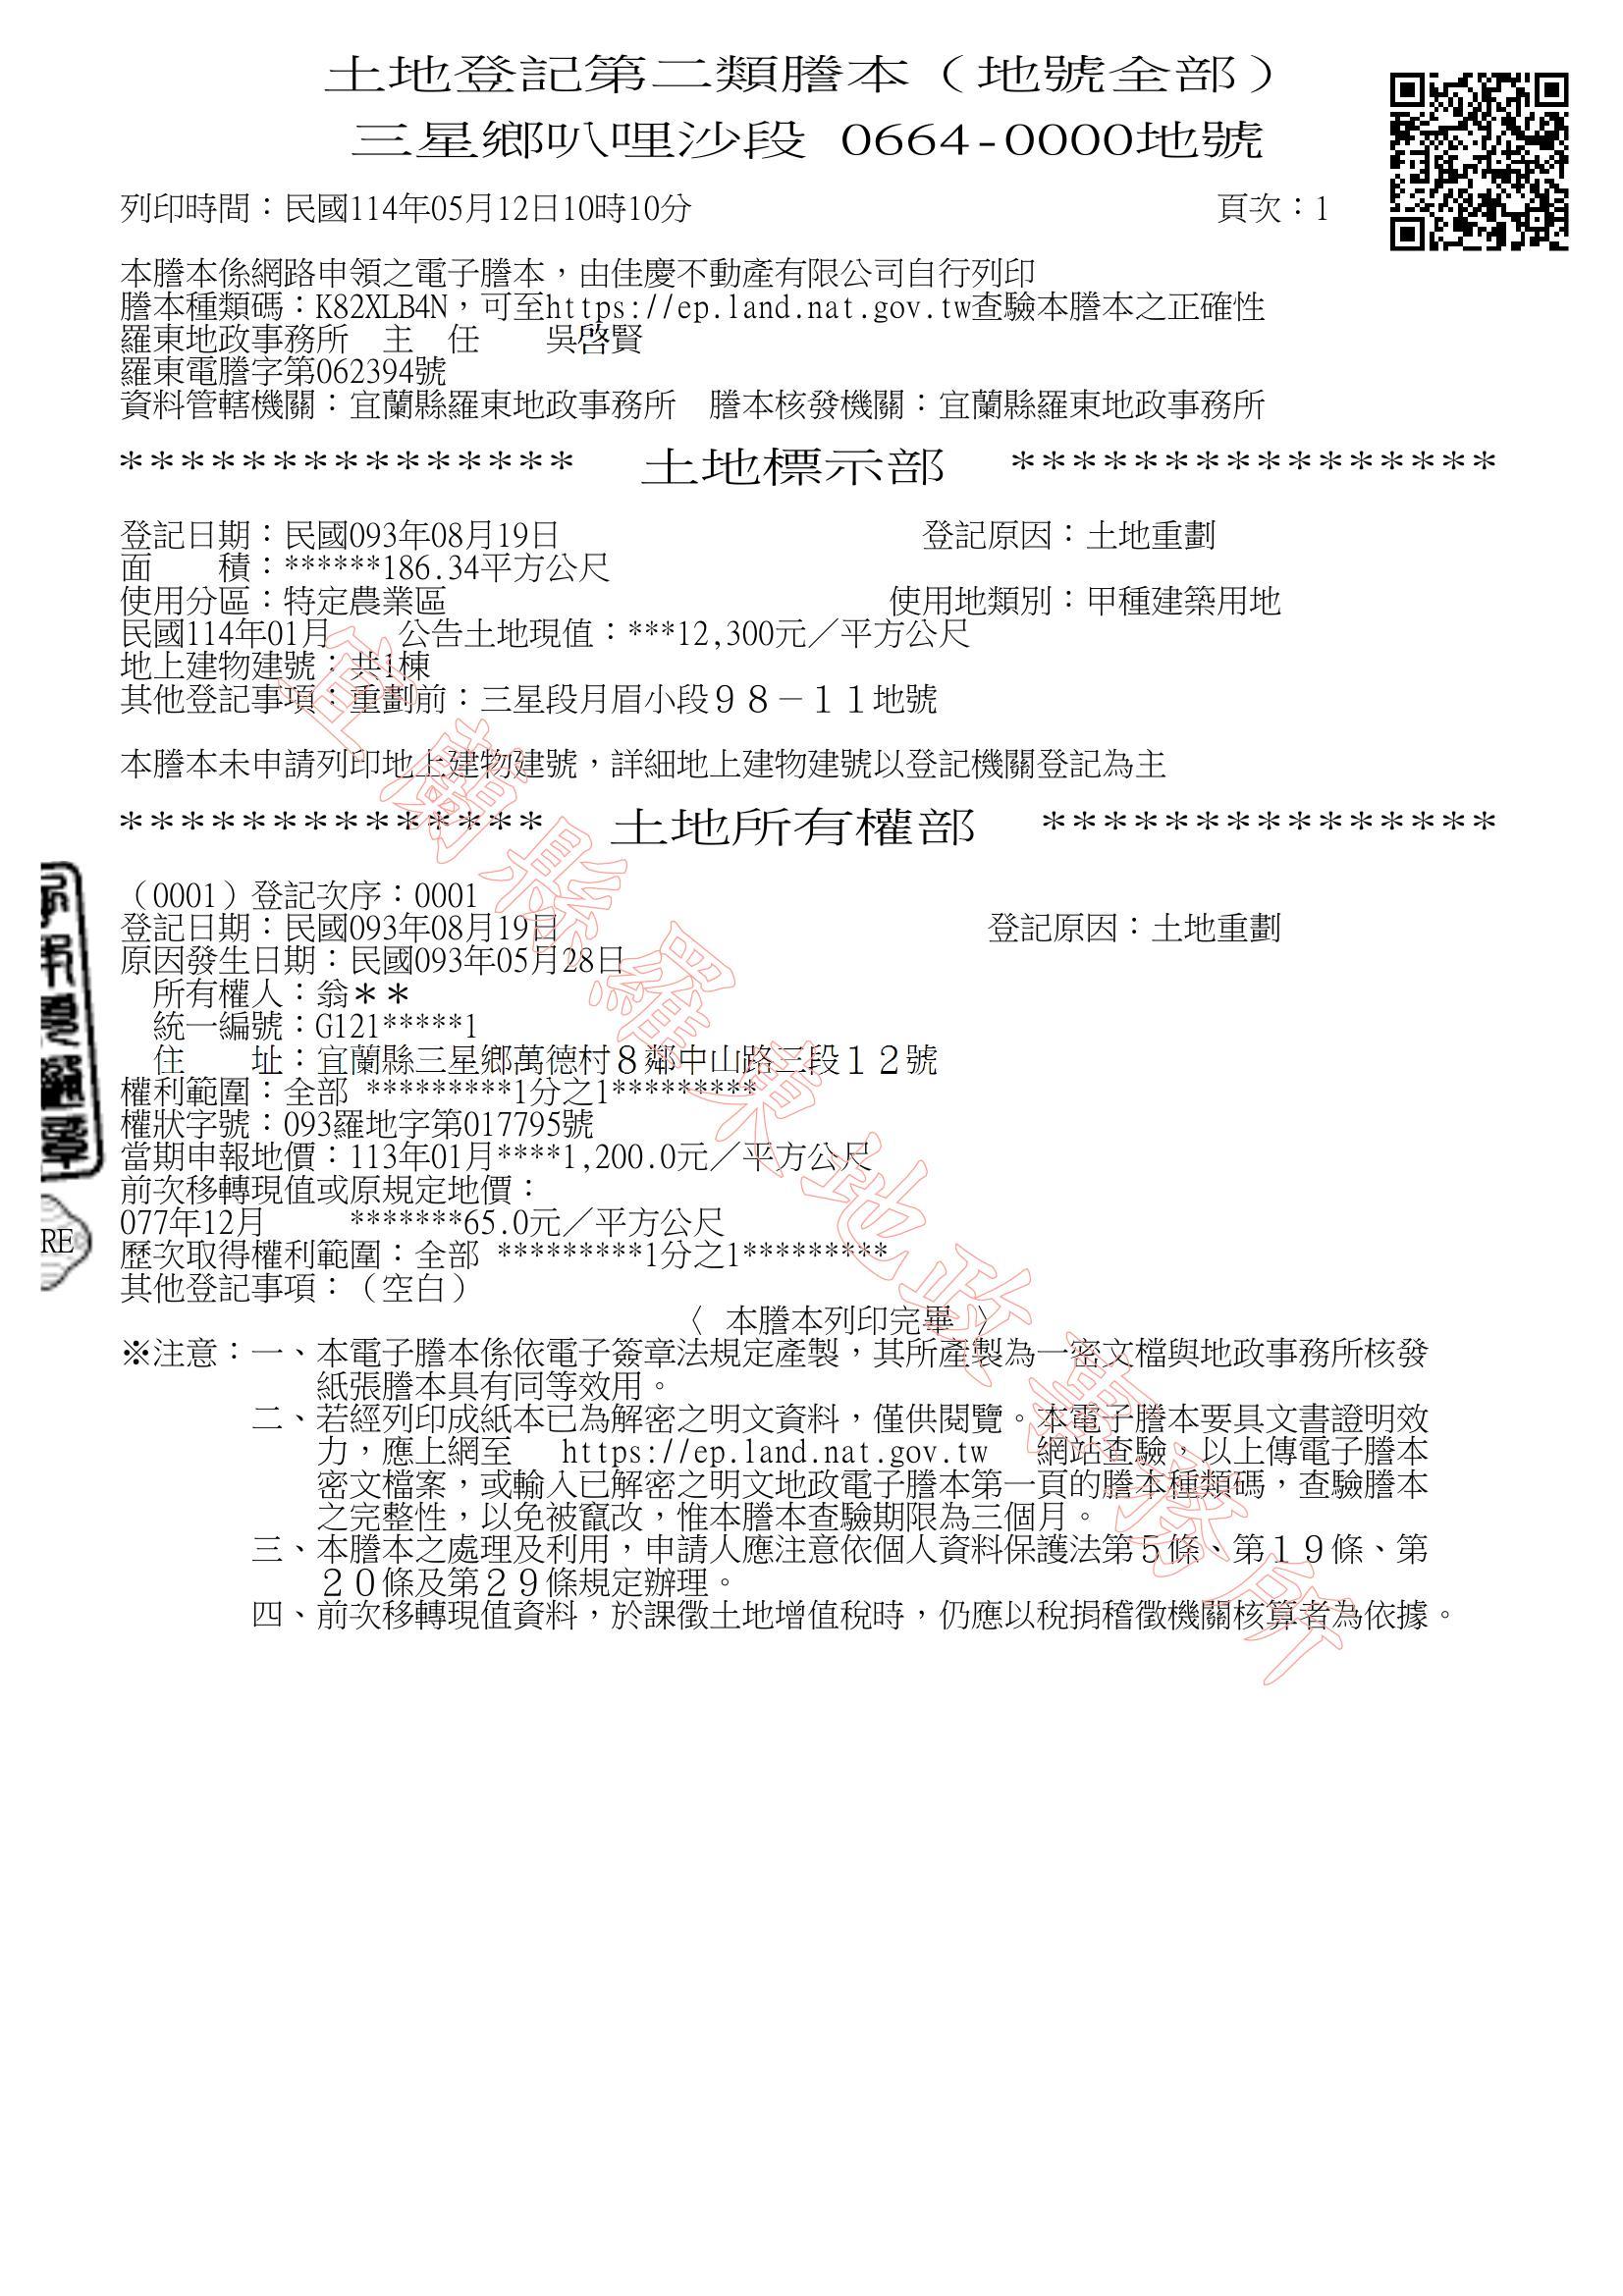 土地登記第二類謄本（地號全部）
三星鄉叭哩沙段 0664-0000地號
列印時間：民國114年05月12日10時10分 頁次：1
本謄本係網路申領之電子謄本，由佳慶不動產有限公司自行列印
謄本種類碼：K82XLB4N，可至https://ep.land.nat.gov.tw查驗本謄本之正確性
羅東地政事務所 主 任 吳啓賢
羅東電謄字第062394號
資料管轄機關：宜蘭縣羅東地政事務所 謄本核發機關：宜蘭縣羅東地政事務所
*************** 土地標示部 ****************
登記日期：民國093年08月19日 登記原因：土地重劃
面 積：******186.34平方公尺
使用分區：特定農業區 使用地類別：甲種建築用地
民國114年01月 公告土地現值：***12,300元／平方公尺
地上建物建號：共1棟
其他登記事項：重劃前：三星段月眉小段９８－１１地號
本謄本未申請列印地上建物建號，詳細地上建物建號以登記機關登記為主
************** 土地所有權部 ***************
（0001）登記次序：0001
登記日期：民國093年08月19日 登記原因：土地重劃
原因發生日期：民國093年05月28日
所有權人：翁＊＊
統一編號：G121*****1
住 址：宜蘭縣三星鄉萬德村８鄰中山路三段１２號
權利範圍：全部 *********1分之1*********
權狀字號：093羅地字第017795號
當期申報地價：113年01月****1,200.0元／平方公尺
前次移轉現值或原規定地價：
077年12月 *******65.0元／平方公尺
歷次取得權利範圍：全部 *********1分之1*********
其他登記事項：（空白）
〈 本謄本列印完畢 〉
※注意：一、本電子謄本係依電子簽章法規定產製，其所產製為一密文檔與地政事務所核發
紙張謄本具有同等效用。
二、若經列印成紙本已為解密之明文資料，僅供閱覽。本電子謄本要具文書證明效
力，應上網至 https://ep.land.nat.gov.tw 網站查驗，以上傳電子謄本
密文檔案，或輸入已解密之明文地政電子謄本第一頁的謄本種類碼，查驗謄本
之完整性，以免被竄改，惟本謄本查驗期限為三個月。
三、本謄本之處理及利用，申請人應注意依個人資料保護法第５條、第１９條、第
２０條及第２９條規定辦理。
四、前次移轉現值資料，於課徵土地增值稅時，仍應以稅捐稽徵機關核算者為依據。
宜蘭縣羅東地政事務所
RE